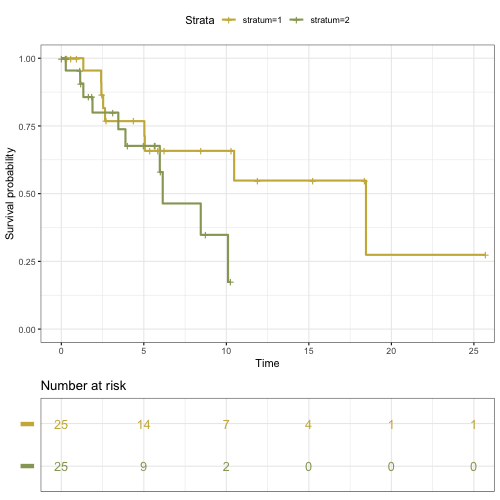 Strata stratum=1 stratum=2
1.00
0.75
0.50
0.25
0.00
Survival probability
0 5 10 15 20 25
Time
Number at risk
25 14 7 4 1 1
25 9 2 0 0 0